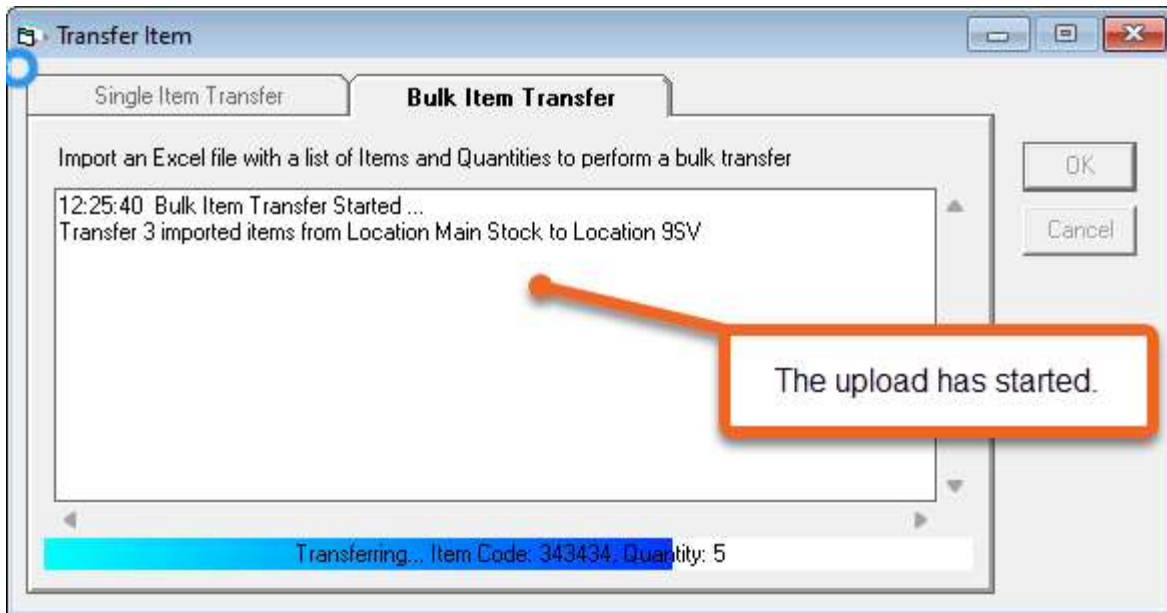 Transfer Item
Single Item Transfer
Bulk Item Transfer
Import an Excel file with a list of Items and Quantities to perform a bulk transfer
12:25:40 Bulk Item Transfer Started ...
Transfer 3 imported items from Location Main Stock to Location 9SV
OK
Cancel
The upload has started.
Transferring... Item Code: 343434, Quantity: 5